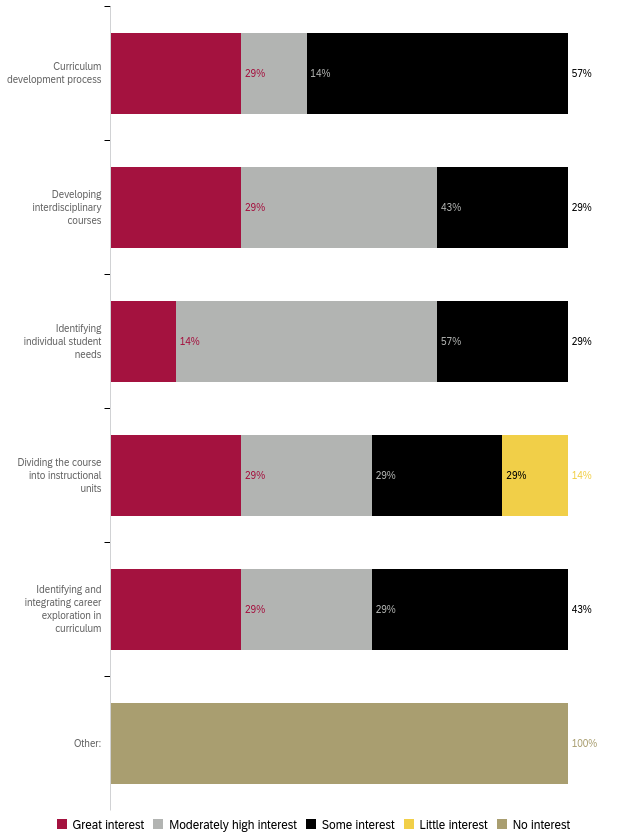 Curriculum
development process
29%
14%
57%
Developing
interdisciplinary
courses
29%
43%
29%
Identifying
individual student
needs
14%
57%
29%
Dividing the course
into instructional
units
29%
29%
29%
14%
Identifying and
integrating career
exploration in
curriculum
29%
29%
43%
Other:
100%
Great interest
Moderately high interest
Some interest
Little interest
No interest